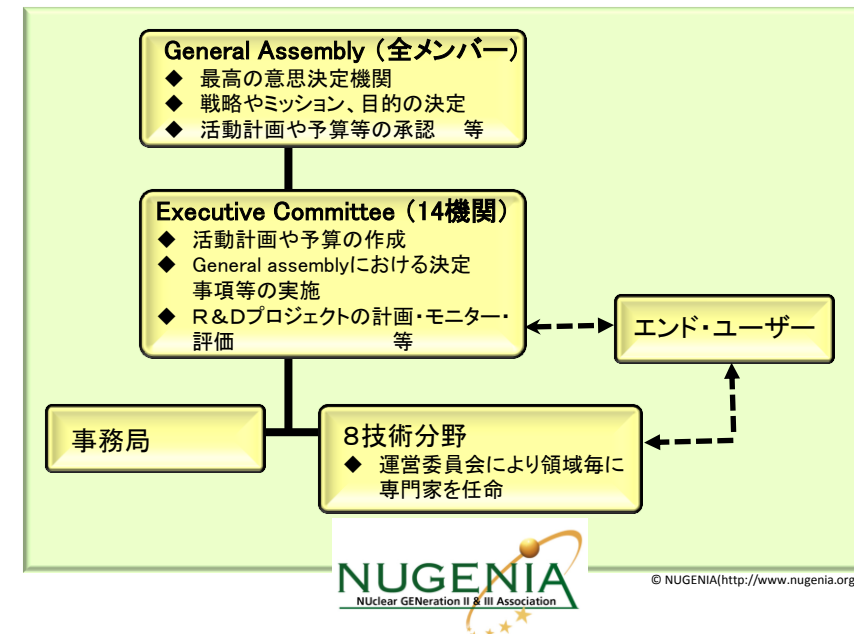 General Assembly (全メンバー)
◆ 最高の意思決定機関
◆ 戦略やミッション、目的の決定
◆ 活動計画や予算等の承認 等
Executive Committee (14機関)
◆ 活動計画や予算の作成
◆ General assemblyにおける決定
事項等の実施
◆ R&Dプロジェクトの計画・モニター・
評価 等
エンド・ユーザー
事務局
8技術分野
◆ 運営委員会により領域毎に
専門家を任命
NUGENIA
NUclear GENeration II & III Association
© NUGENIA(http://www.nugenia.org